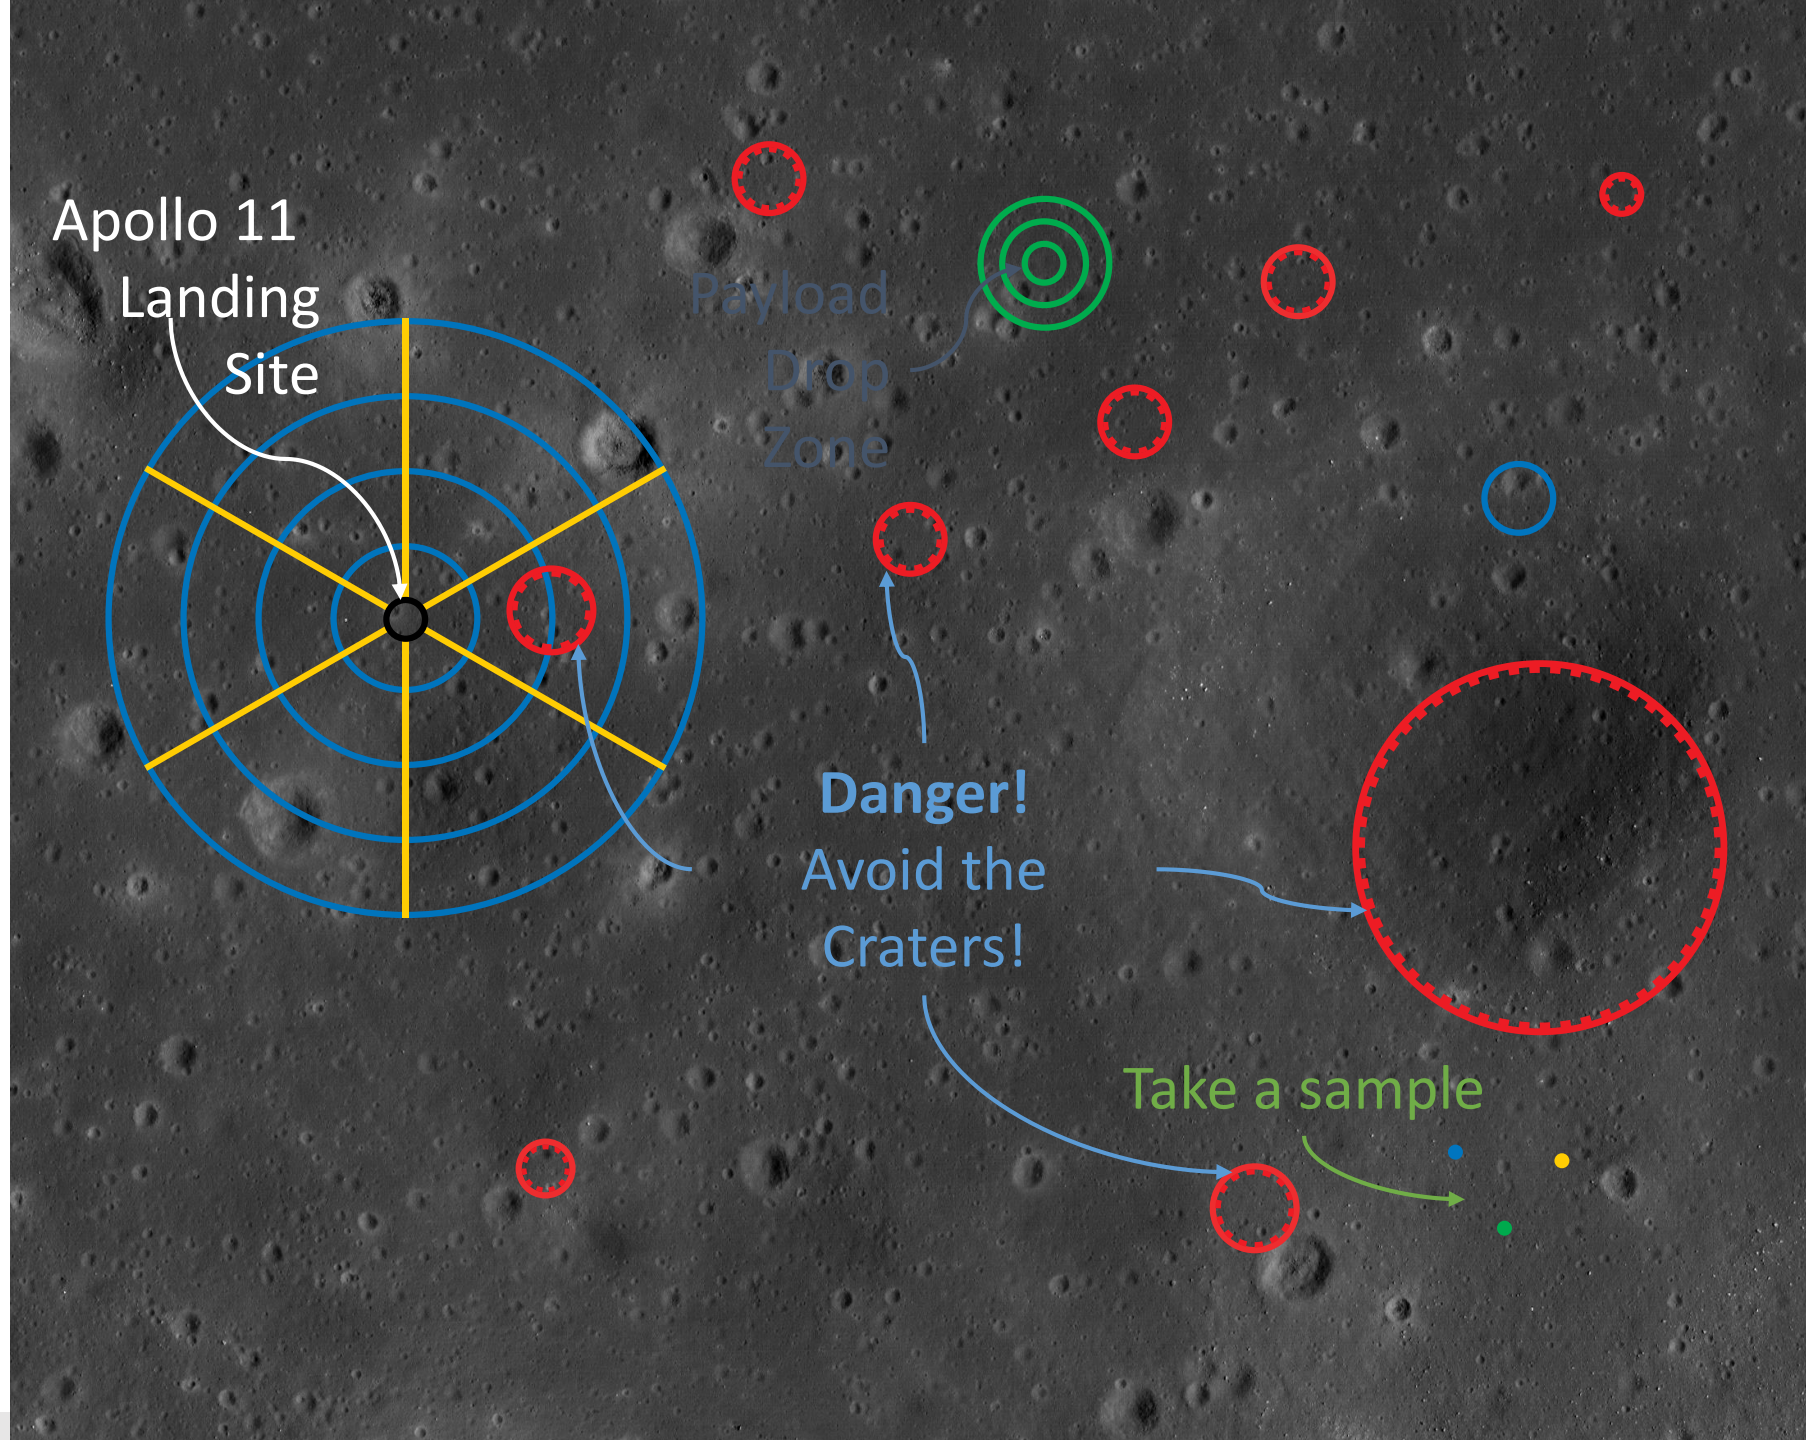 Apollo 11
Landing
Site
Payload
Drop
Zone
Danger!
Avoid the
Craters!
Take a sample